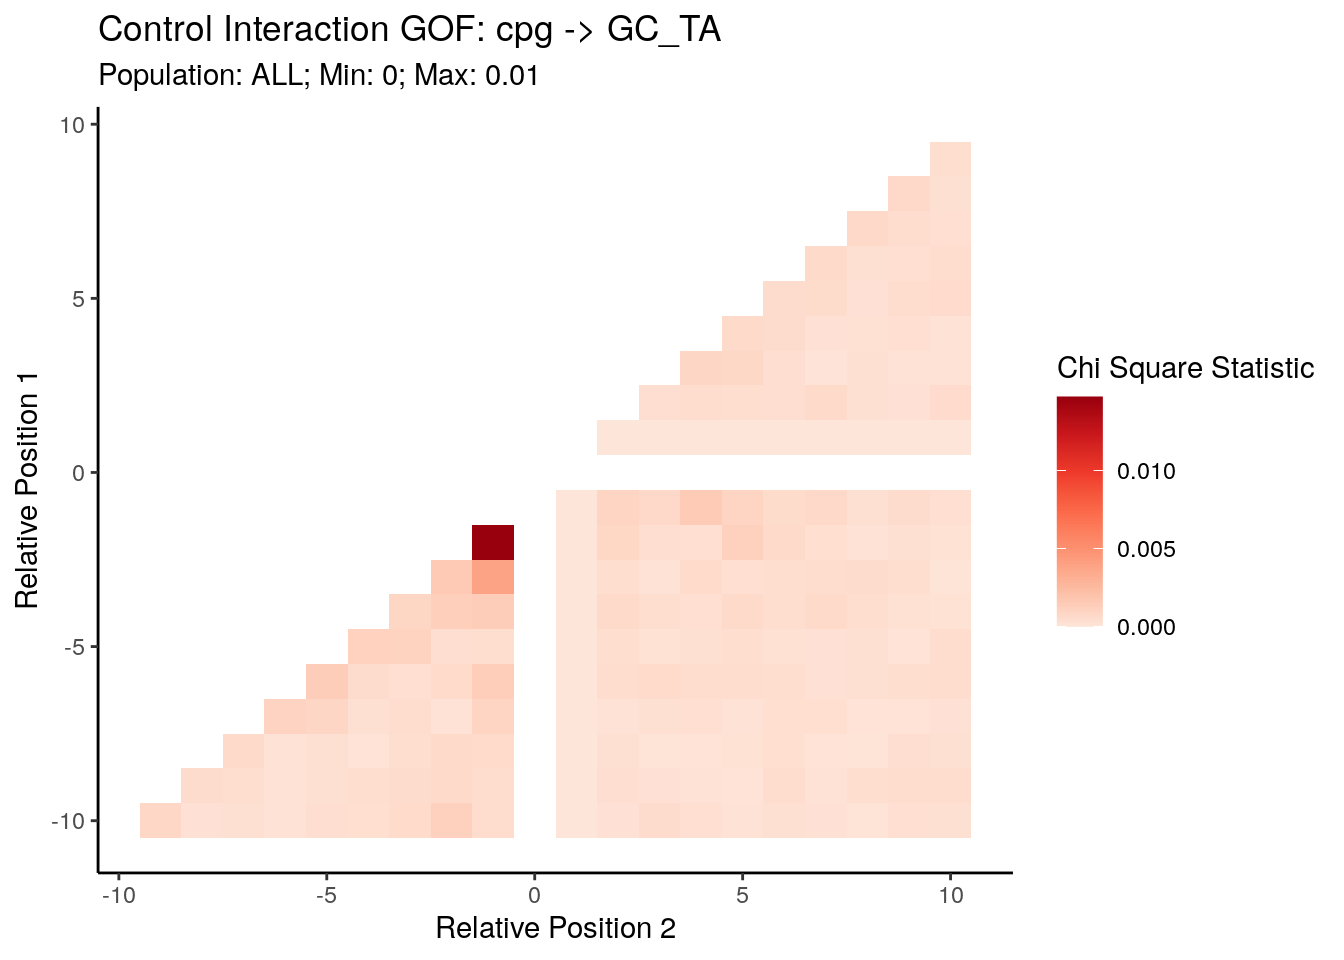 Control Interaction GOF: cpg -> GC_TA
Population: ALL; Min: 0; Max: 0.01
10
5
0
-5
-10
Relative Position 1
-10
-5
0
5
10
Relative Position 2
Chi Square Statistic
0.010
0.005
0.000